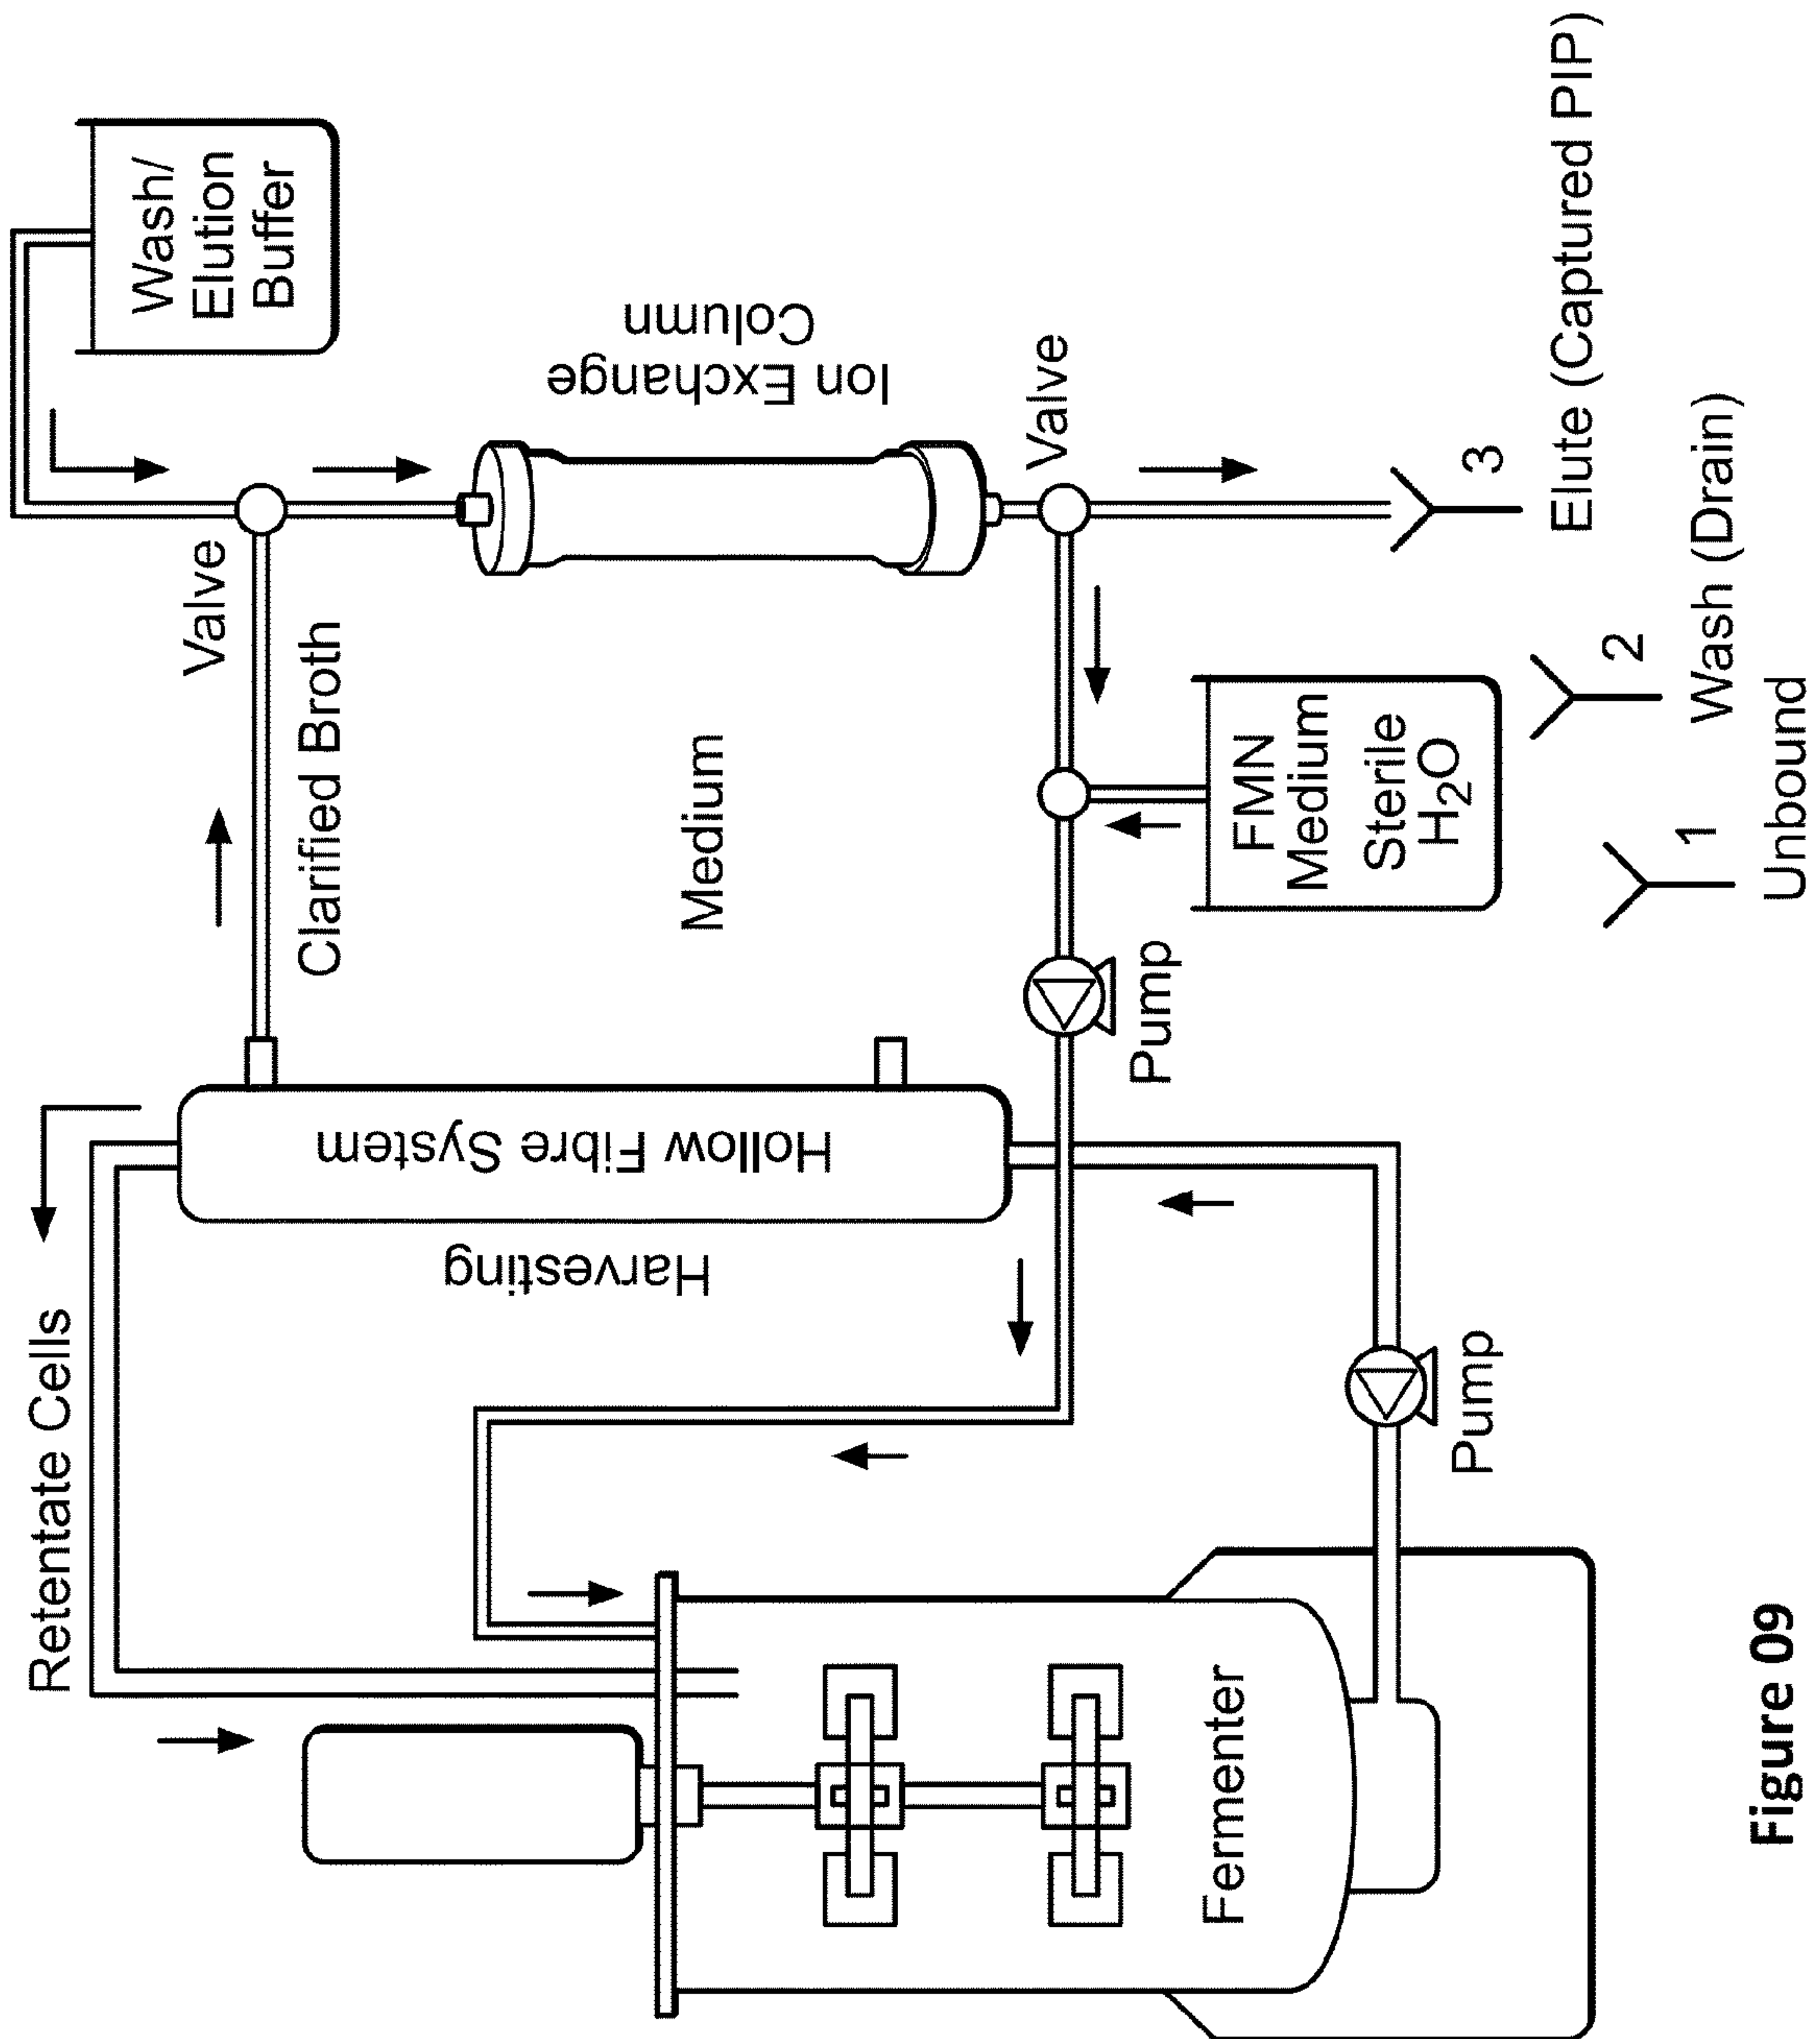 Retentate Cells
Harvesting
Hollow Fibre System
Clarified Broth
Valve
Wash/
Elution
Buffer
Ion Exchange
Column
Medium
Valve
Pump
FMN
Medium
Sterile
H₂O
Fermenter
Pump
1
Unbound
2
Wash (Drain)
3
Elute (Captured PIP)
Figure 09